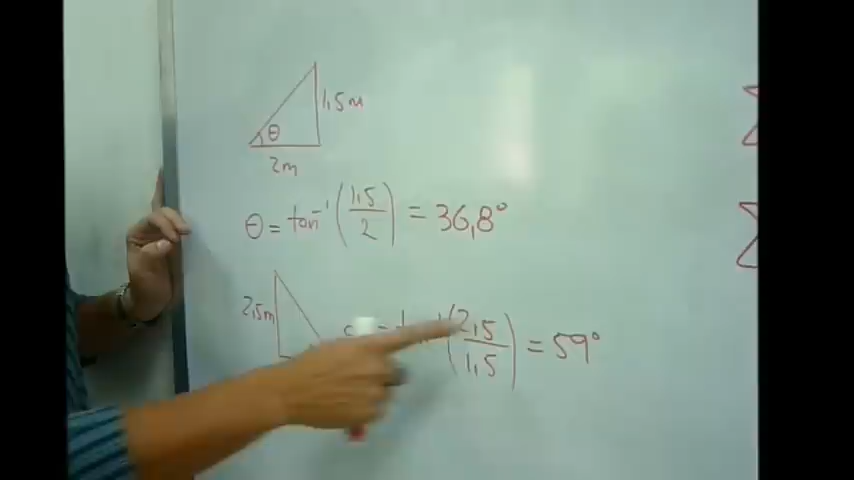 1,5m
θ
2m
θ = tan⁻¹ (1,5/2) = 36,8°
2,5m
(2,5/1,5) = 59°
Σ
Σ